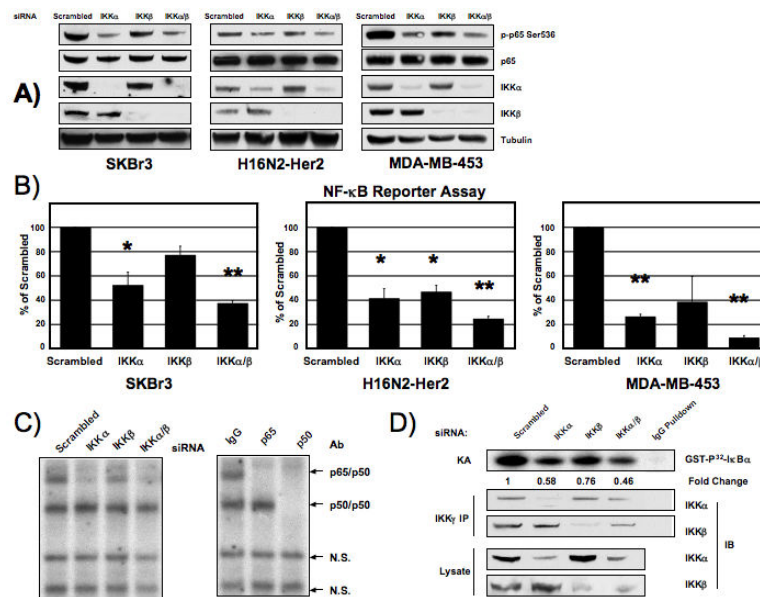 siRNA Scrambled IKKα IKKβ IKKα/β Scrambled IKKα IKKβ IKKα/β Scrambled IKKα IKKβ IKKα/β
p-p65 Ser536
p65
A)
IKKα
IKKβ
Tubulin
SKBr3 H16N2-Her2 MDA-MB-453
B)
NF-κB Reporter Assay
% of Scrambled
100
80
60
40
20
* **
Scrambled IKKα IKKβ IKKα/β
SKBr3
% of Scrambled
100
80
60
40
20
* * **
Scrambled IKKα IKKβ IKKα/β
H16N2-Her2
% of Scrambled
100
80
60
40
20
** **
Scrambled IKKα IKKβ IKKα/β
MDA-MB-453
C)
Scrambled IKKα IKKβ IKKα/β siRNA IgG p65 p50 Ab
p65/p50
p50/p50
N.S.
N.S.
D)
siRNA: Scrambled IKKα IKKβ IKKα/β IgG Pulldown
KA GST-P³²-IκBα
1 0.58 0.76 0.46 Fold Change
IKKγ IP
IKKα
IKKβ
IB
Lysate
IKKα
IKKβ